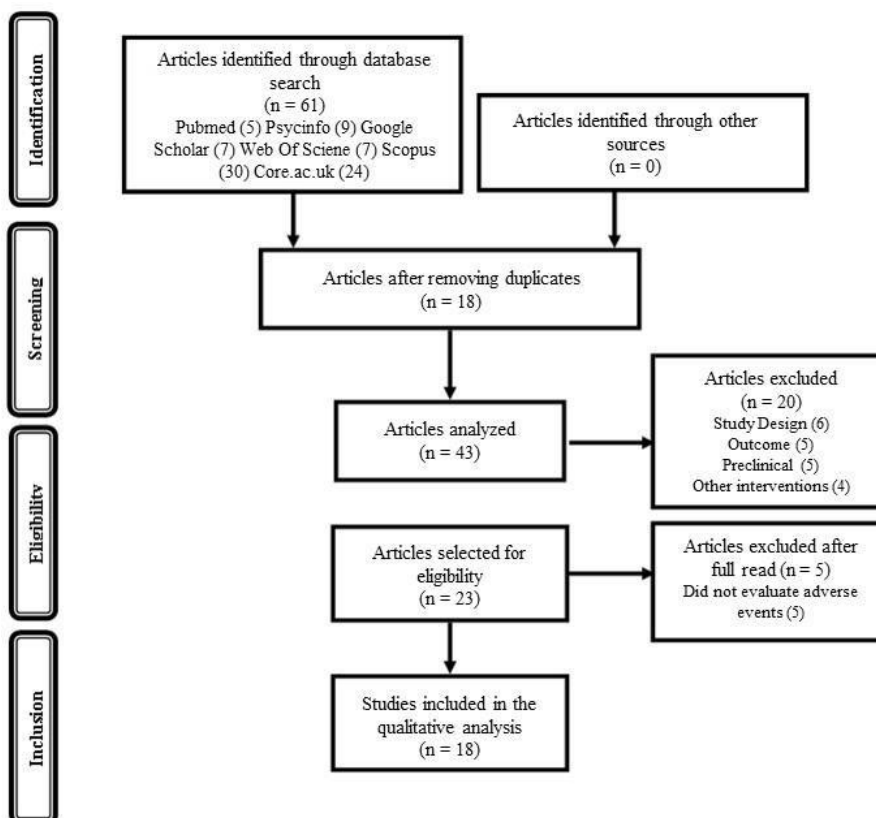 Identification
Articles identified through database
search
(n = 61)
Pubmed (5) Psycinfo (9) Google
Scholar (7) Web Of Sciene (7) Scopus
(30) Core.ac.uk (24)
Articles identified through other
sources
(n = 0)
Screening
Articles after removing duplicates
(n = 18)
Articles analyzed
(n = 43)
Articles excluded
(n = 20)
Study Design (6)
Outcome (5)
Preclinical (5)
Other interventions (4)
Eligibility
Articles selected for
eligibility
(n = 23)
Articles excluded after
full read (n = 5)
Did not evaluate adverse
events (5)
Inclusion
Studies included in the
qualitative analysis
(n = 18)